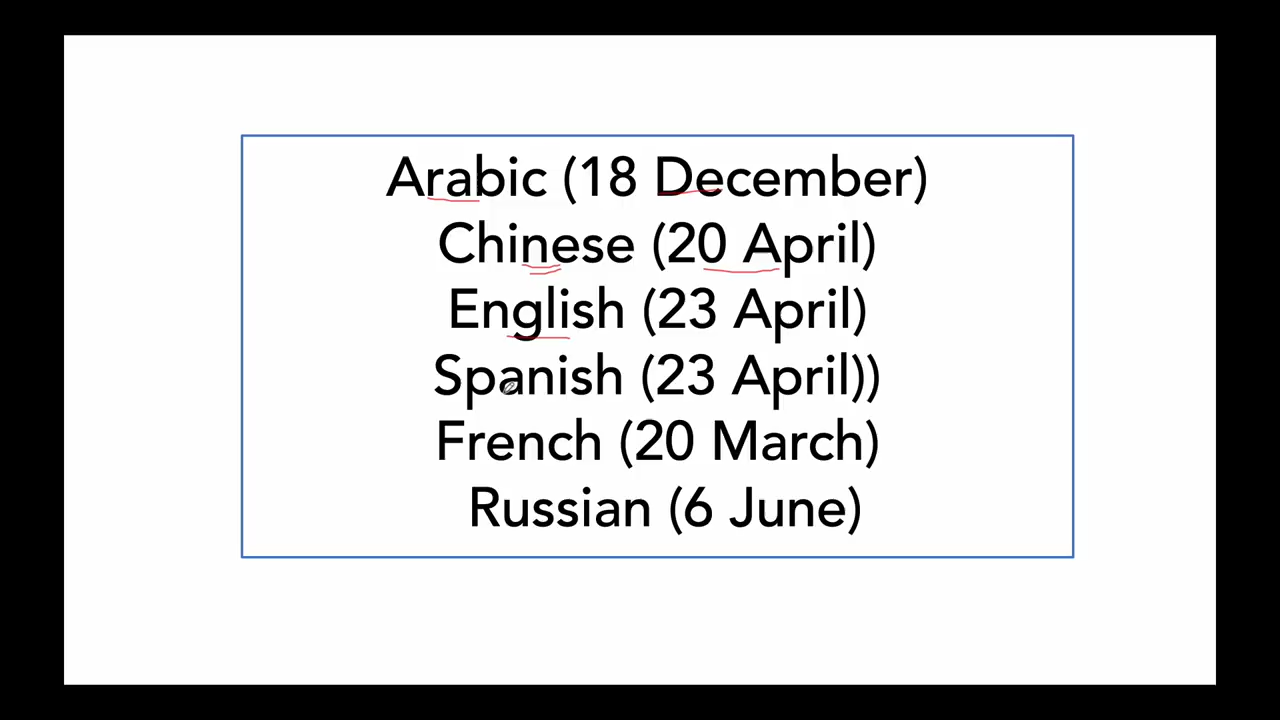 Arabic (18 December)
Chinese (20 April)
English (23 April)
Spanish (23 April))
French (20 March)
Russian (6 June)